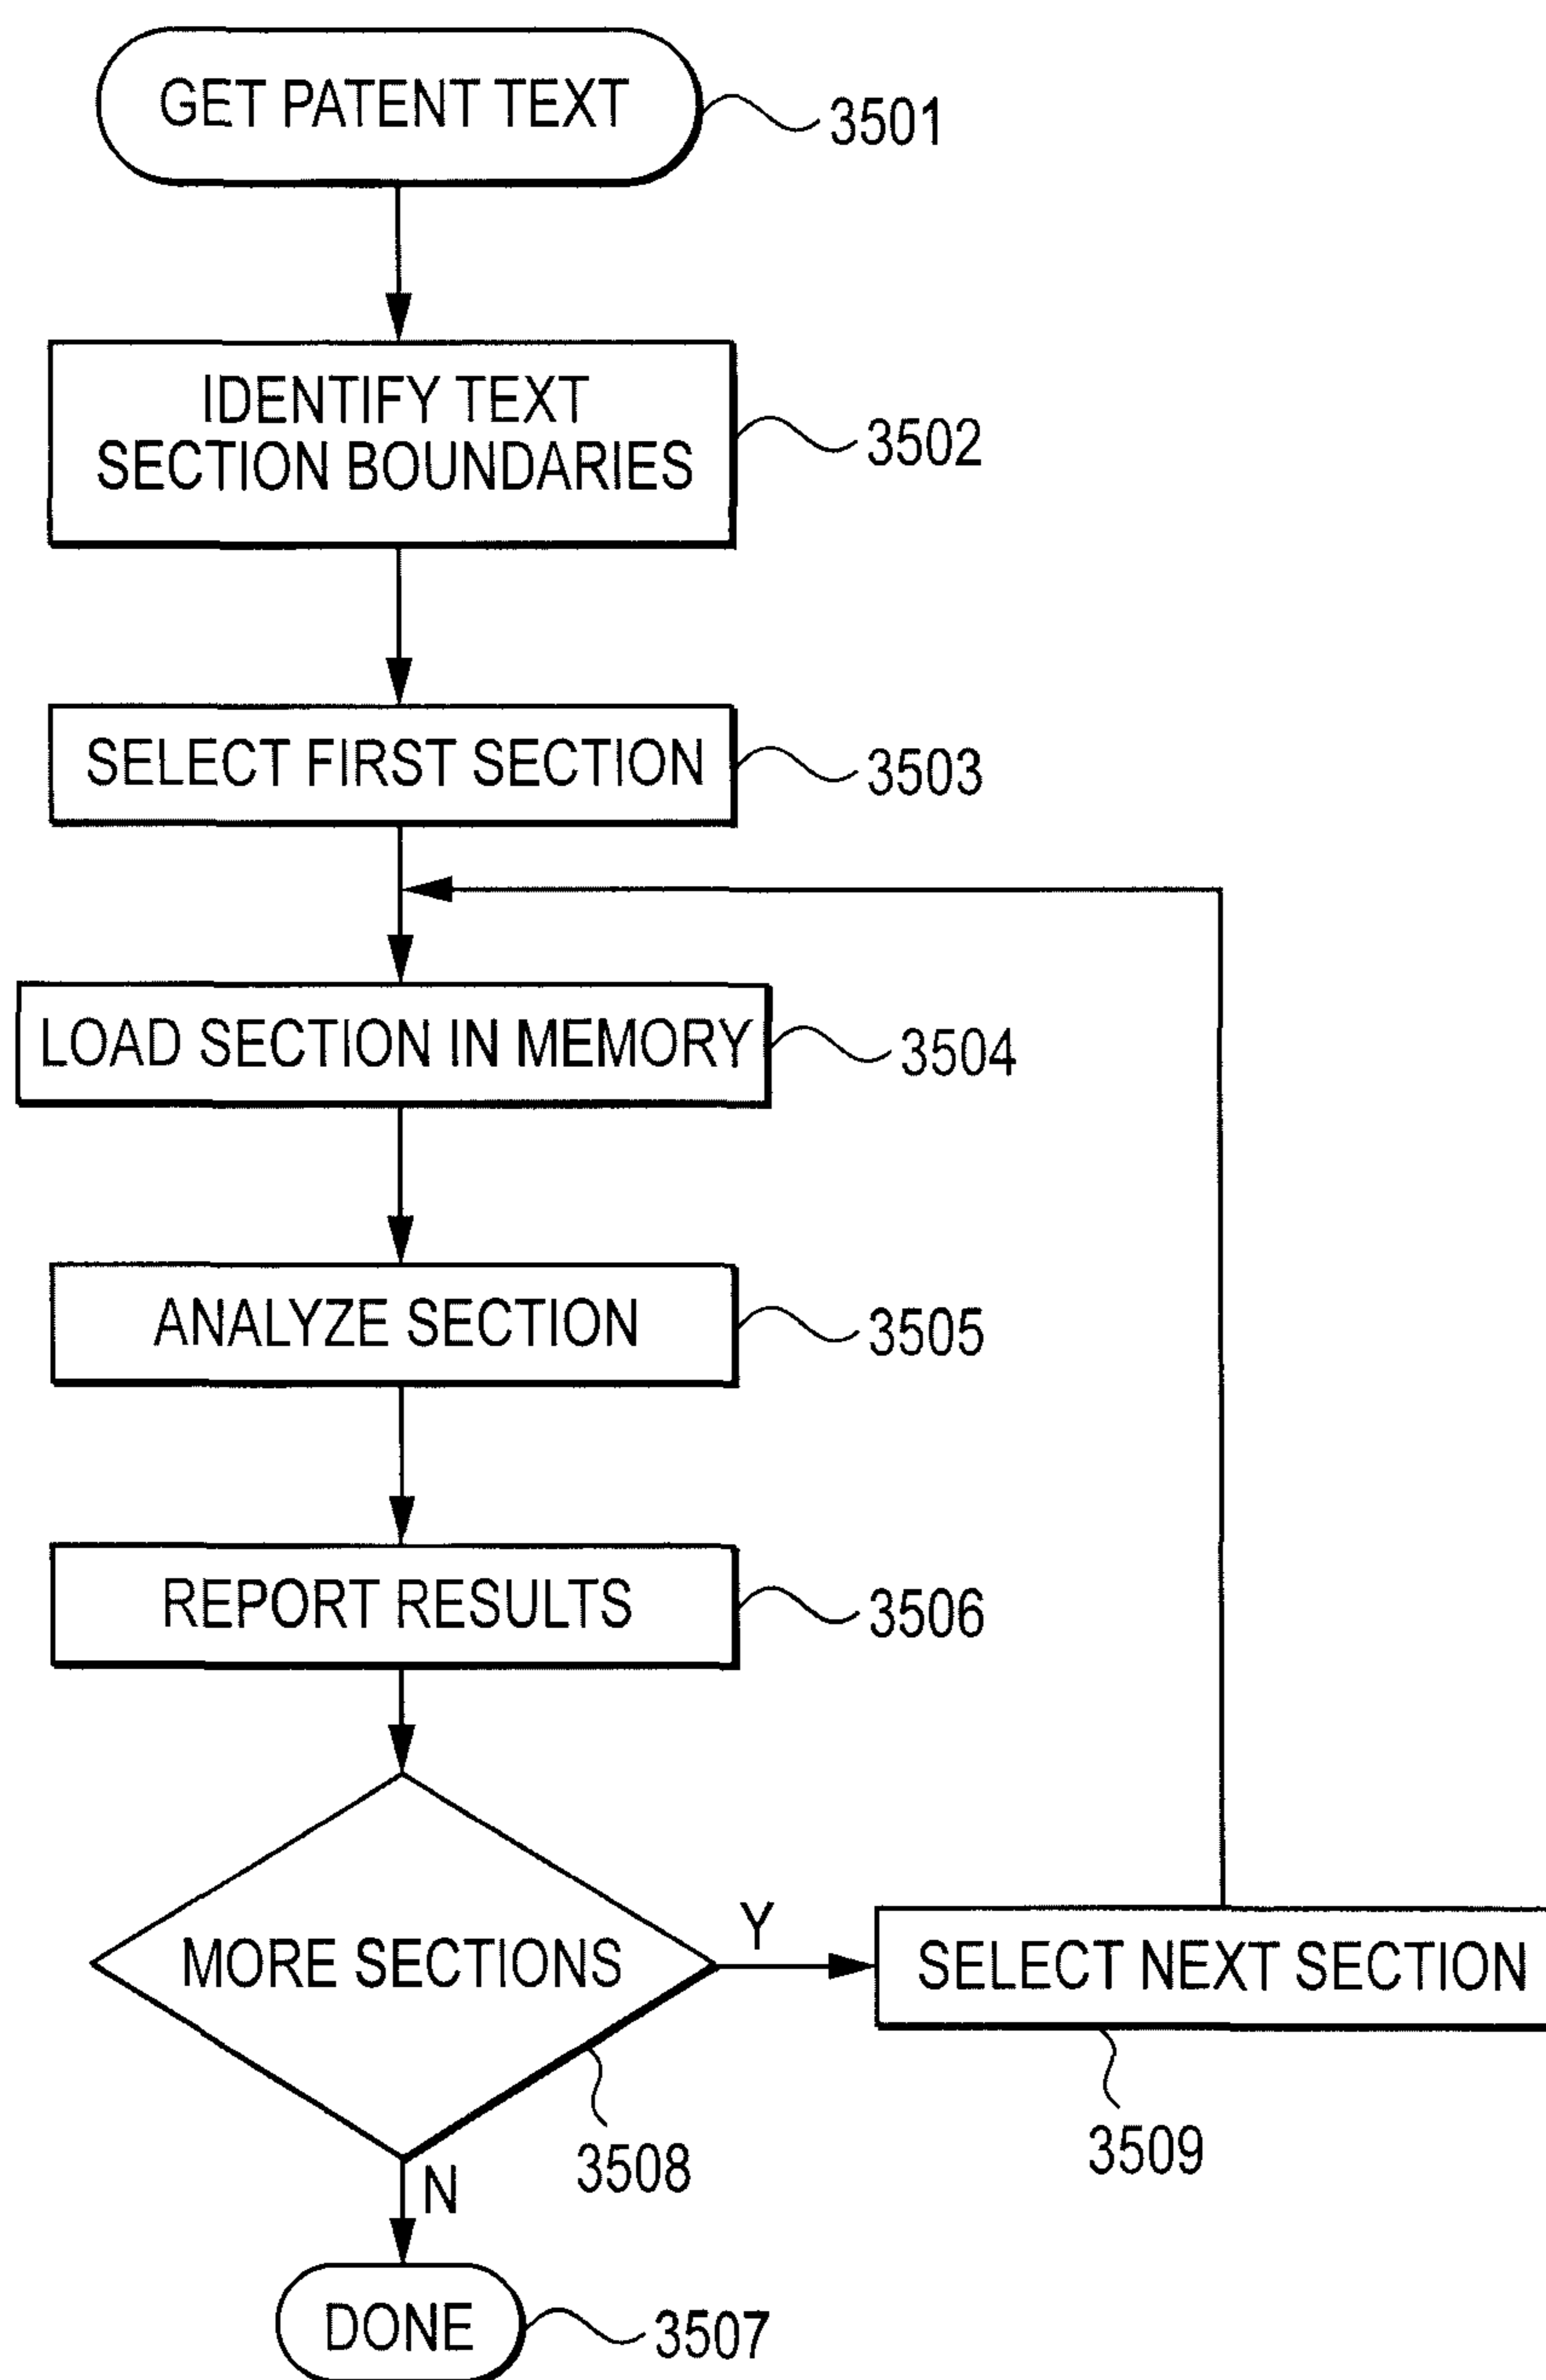 GET PATENT TEXT
3501
IDENTIFY TEXT
SECTION BOUNDARIES
3502
SELECT FIRST SECTION
3503
LOAD SECTION IN MEMORY
3504
ANALYZE SECTION
3505
REPORT RESULTS
3506
MORE SECTIONS
Y
SELECT NEXT SECTION
3508
3509
N
DONE
3507